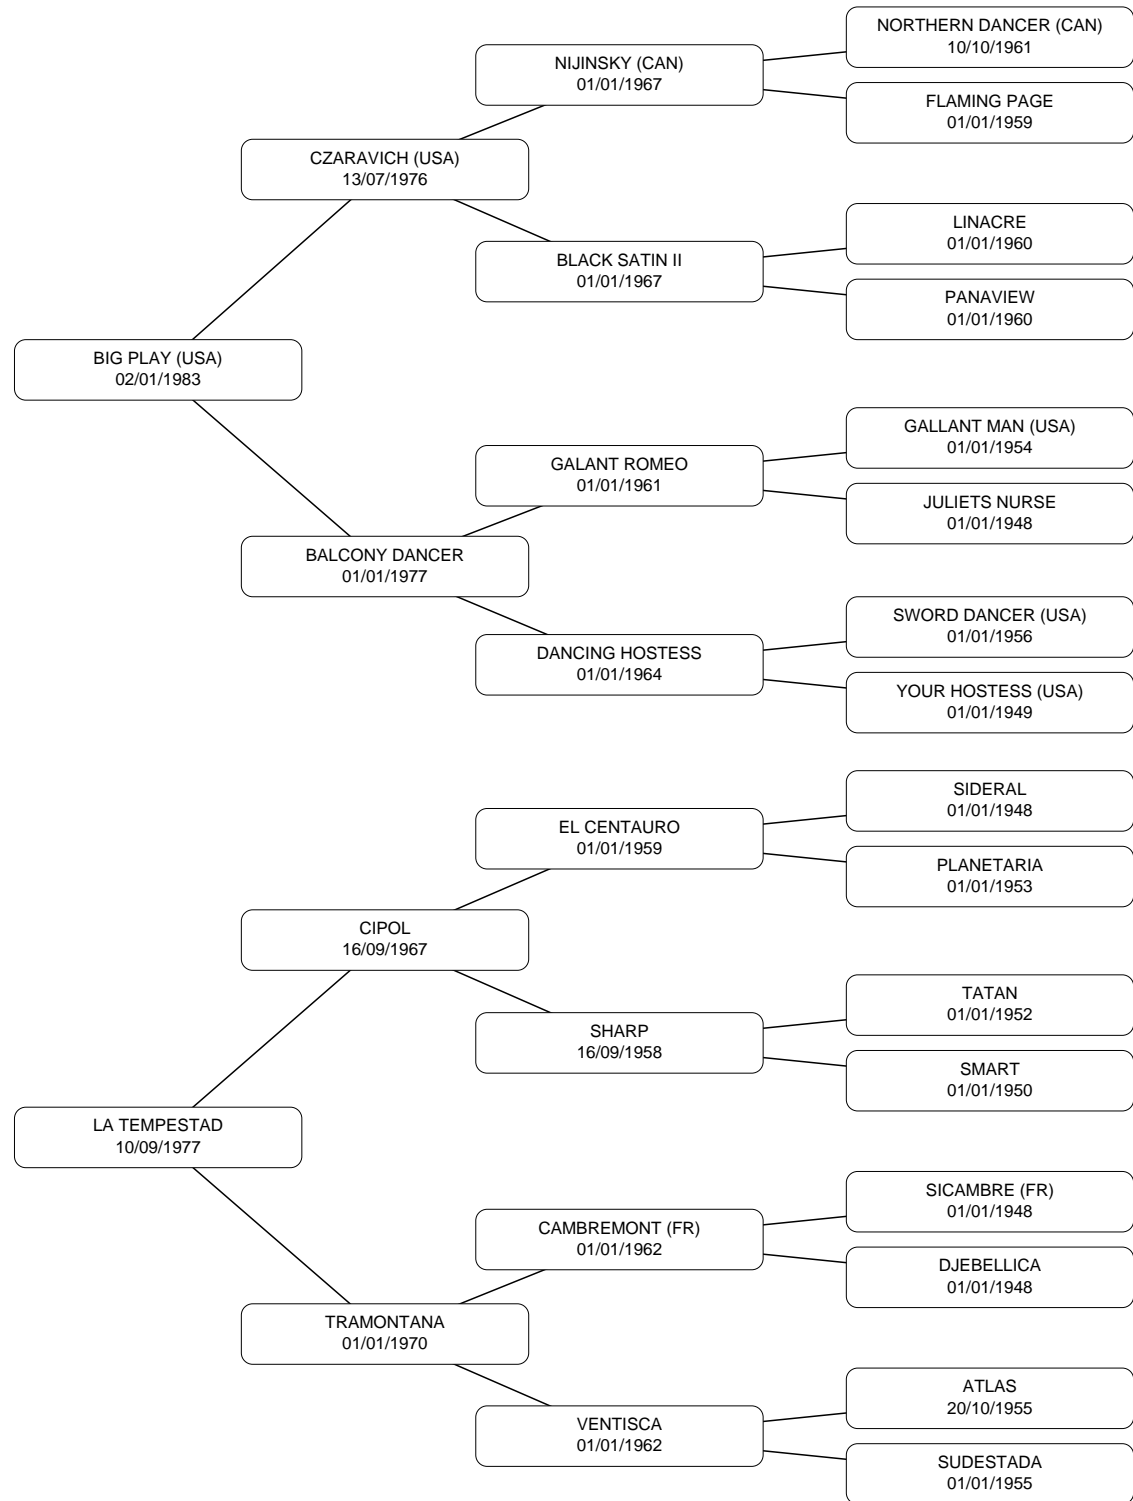 NORTHERN DANCER (CAN)
10/10/1961
NIJINSKY (CAN)
01/01/1967
FLAMING PAGE
01/01/1959
CZARAVICH (USA)
13/07/1976
LINACRE
01/01/1960
BLACK SATIN II
01/01/1967
PANAVIEW
01/01/1960
BIG PLAY (USA)
02/01/1983
GALLANT MAN (USA)
01/01/1954
GALANT ROMEO
01/01/1961
JULIETS NURSE
01/01/1948
BALCONY DANCER
01/01/1977
SWORD DANCER (USA)
01/01/1956
DANCING HOSTESS
01/01/1964
YOUR HOSTESS (USA)
01/01/1949
SIDERAL
01/01/1948
EL CENTAURO
01/01/1959
PLANETARIA
01/01/1953
CIPOL
16/09/1967
TATAN
01/01/1952
SHARP
16/09/1958
SMART
01/01/1950
LA TEMPESTAD
10/09/1977
SICAMBRE (FR)
01/01/1948
CAMBREMONT (FR)
01/01/1962
DJEBELLICA
01/01/1948
TRAMONTANA
01/01/1970
ATLAS
20/10/1955
VENTISCA
01/01/1962
SUDESTADA
01/01/1955